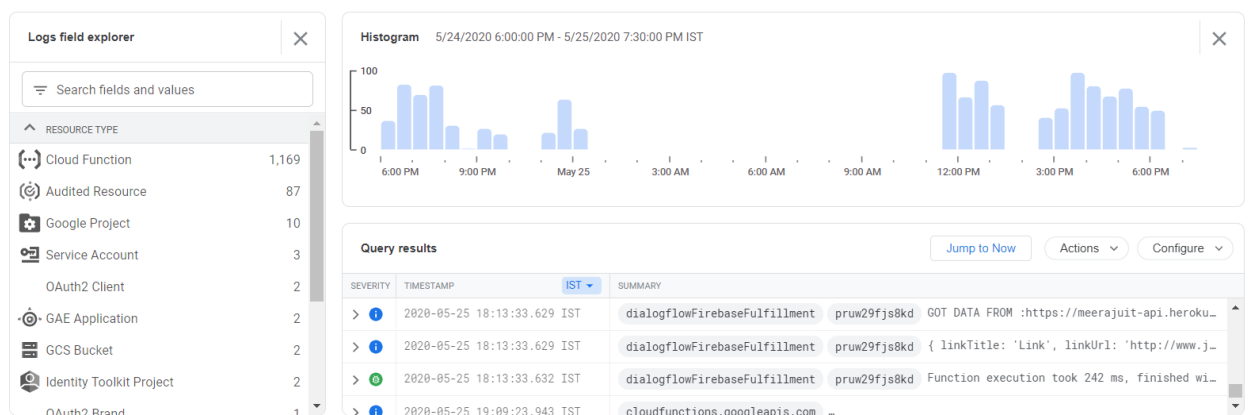 Logs field explorer
Search fields and values
RESOURCE TYPE
Cloud Function 1,169
Audited Resource 87
Google Project 10
Service Account 3
OAuth2 Client 2
GAE Application 2
GCS Bucket 2
Identity Toolkit Project 2
OAuth2 Brand 1
Histogram 5/24/2020 6:00:00 PM - 5/25/2020 7:30:00 PM IST
100
50
0
6:00 PM 9:00 PM May 25 3:00 AM 6:00 AM 9:00 AM 12:00 PM 3:00 PM 6:00 PM
Query results Jump to Now Actions Configure
SEVERITY TIMESTAMP IST SUMMARY
2020-05-25 18:13:33.629 IST dialogflowFirebaseFulfillment pruw29fjs8kd GOT DATA FROM :https://meerajuit-api.heroku…
2020-05-25 18:13:33.629 IST dialogflowFirebaseFulfillment pruw29fjs8kd { linkTitle: 'Link', linkUrl: 'http://www.j…
2020-05-25 18:13:33.632 IST dialogflowFirebaseFulfillment pruw29fjs8kd Function execution took 242 ms, finished wi…
2020-05-25 19:09:23.943 IST cloudfunctions.googleapis.com …